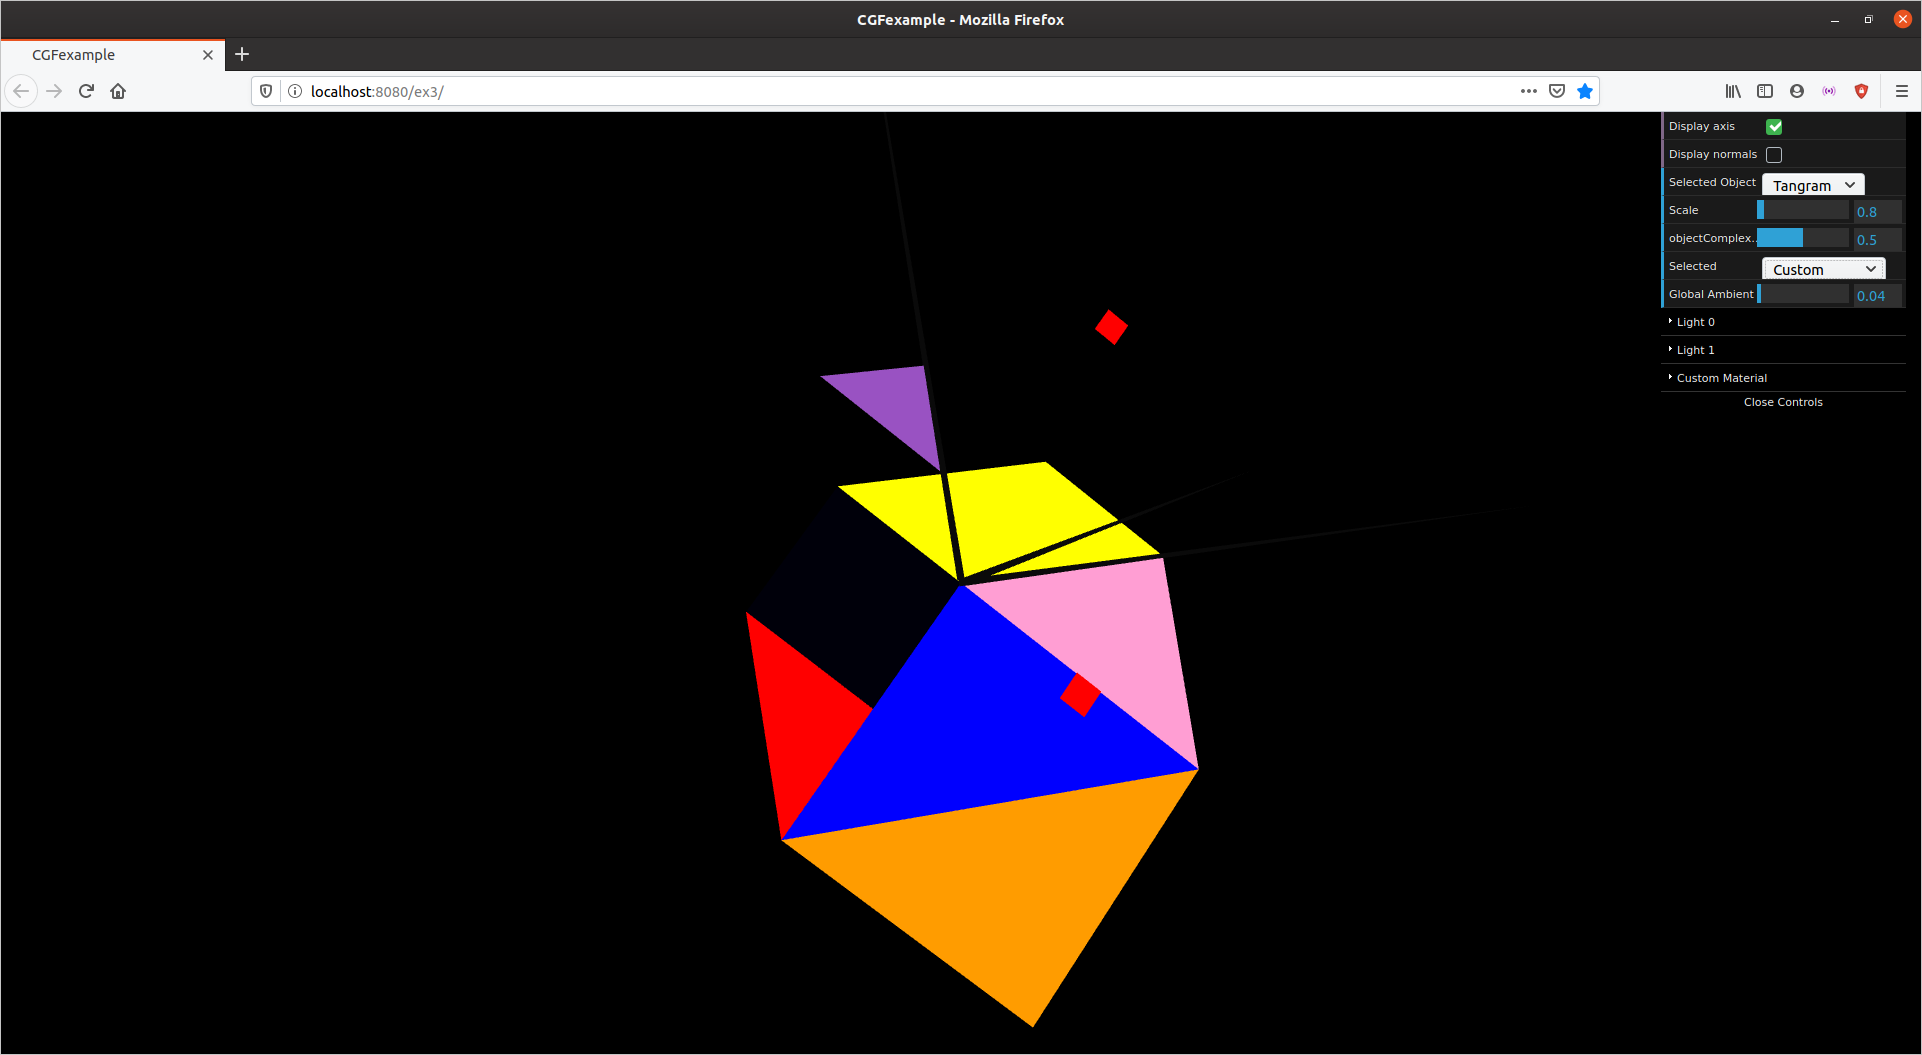 CGFexample - Mozilla Firefox
CGFexample
localhost:8080/ex3/
Display axis
Display normals
Selected Object Tangram
Scale 0.8
objectComplex.. 0.5
Selected Custom
Global Ambient 0.04
Light 0
Light 1
Custom Material
Close Controls